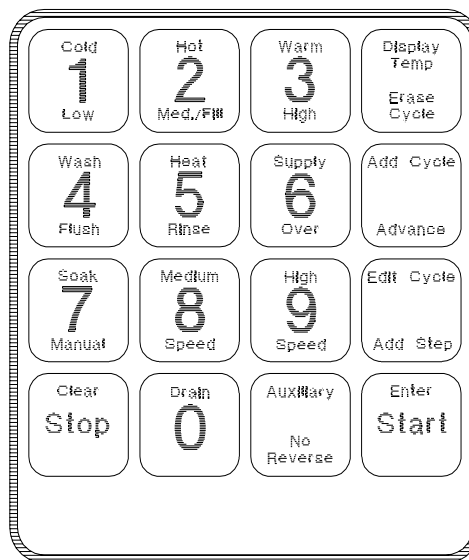 Cold
1
Low
Hot
2
Med./Fill
Warm
3
High
Display
Temp
Erase
Cycle
Wash
4
Flush
Heat
5
Rinse
Supply
6
Over
Add Cycle
Advance
Soak
7
Manual
Medium
8
Speed
High
9
Speed
Edit Cycle
Add Step
Clear
Stop
Drain
0
Auxiliary
No
Reverse
Enter
Start